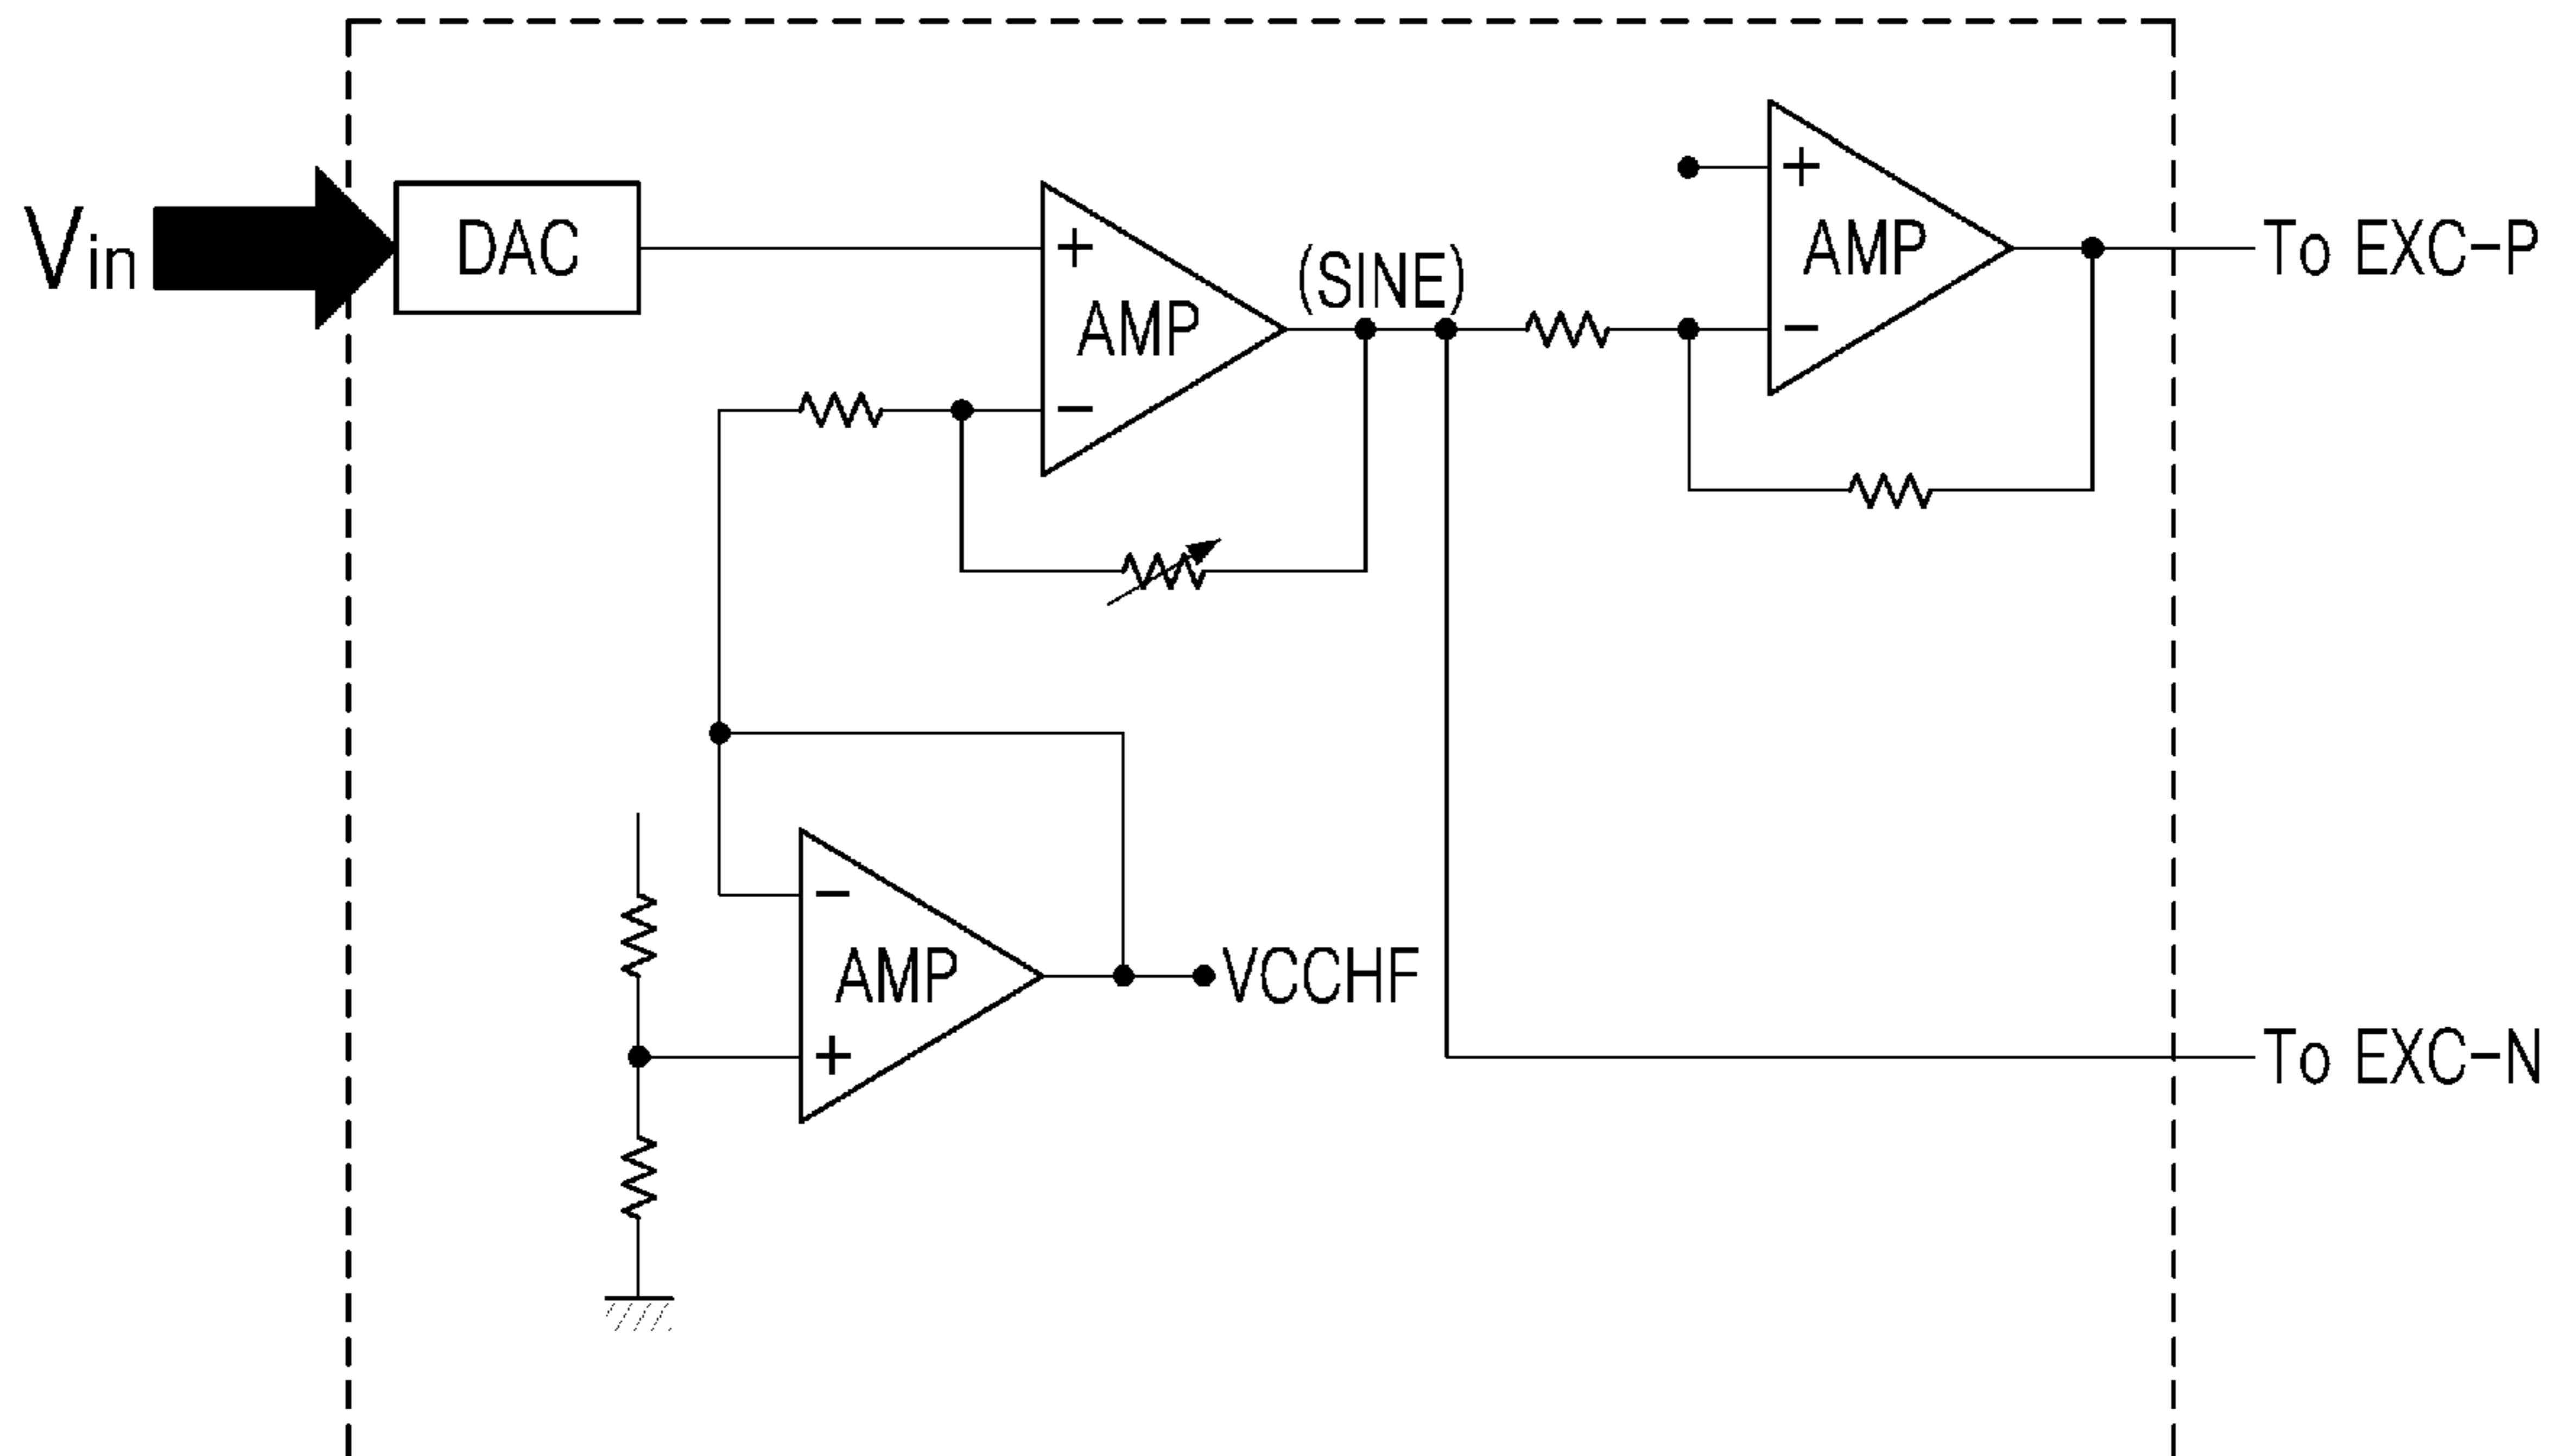 Vin
DAC
+
AMP
−
(SINE)
+
AMP
−
To EXC-P
−
AMP
+
VCCHF
To EXC-N